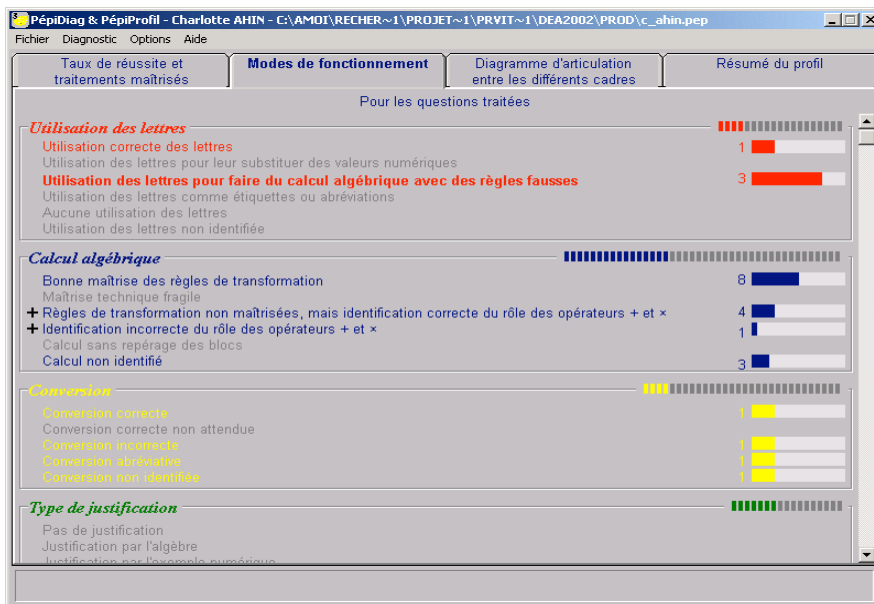 PépiDiag & PépiProfil - Charlotte AHIN - C:\AMOI\RECHER~1\PROJET~1\PRVIT~1\DEA2002\PROD\c_ahin.pep
Fichier Diagnostic Options Aide
Taux de réussite et
traitements maîtrisés
Modes de fonctionnement
Diagramme d'articulation
entre les différents cadres
Résumé du profil
Pour les questions traitées
Utilisation des lettres
Utilisation correcte des lettres 1
Utilisation des lettres pour leur substituer des valeurs numériques
Utilisation des lettres pour faire du calcul algébrique avec des règles fausses 3
Utilisation des lettres comme étiquettes ou abréviations
Aucune utilisation des lettres
Utilisation des lettres non identifiée
Calcul algébrique
Bonne maîtrise des règles de transformation 8
Maîtrise technique fragile
+ Règles de transformation non maîtrisées, mais identification correcte du rôle des opérateurs + et × 4
+ Identification incorrecte du rôle des opérateurs + et × 1
Calcul sans repérage des blocs
Calcul non identifié 3
Conversion
Conversion correcte 1
Conversion correcte non attendue
Conversion incorrecte 1
Conversion abréviative 1
Conversion non identifiée 1
Type de justification
Pas de justification
Justification par l'algèbre
Justification par l'exemple numérique